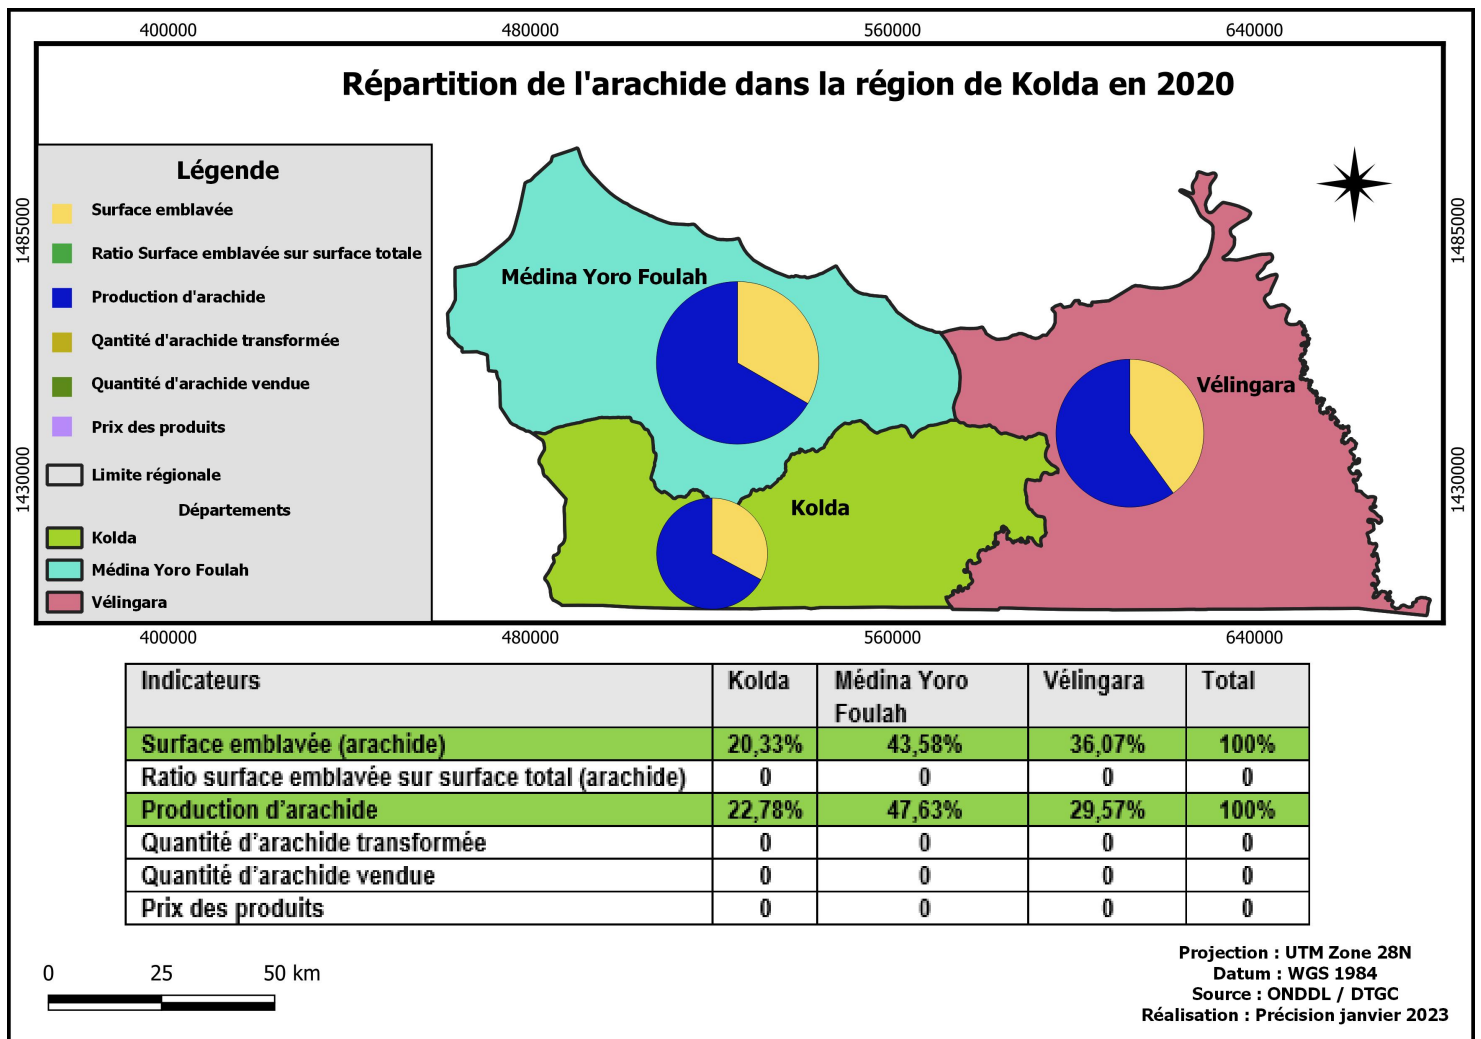 400000 480000 560000 640000
Répartition de l'arachide dans la région de Kolda en 2020
Légende
Surface emblavée
Ratio Surface emblavée sur surface totale
Production d'arachide
Qantité d'arachide transformée
Quantité d'arachide vendue
Prix des produits
Limite régionale
Départements
Kolda
Médina Yoro Foulah
Vélingara
1485000
1430000
Médina Yoro Foulah
Vélingara
Kolda
1485000
1430000
400000 480000 560000 640000
Indicateurs Kolda Médina Yoro Vélingara Total
Foulah
Surface emblavée (arachide) 20,33% 43,58% 36,07% 100%
Ratio surface emblavée sur surface total (arachide) 0 0 0 0
Production d’arachide 22,78% 47,63% 29,57% 100%
Quantité d’arachide transformée 0 0 0 0
Quantité d’arachide vendue 0 0 0 0
Prix des produits 0 0 0 0
0 25 50 km
Projection : UTM Zone 28N
Datum : WGS 1984
Source : ONDDL / DTGC
Réalisation : Précision janvier 2023